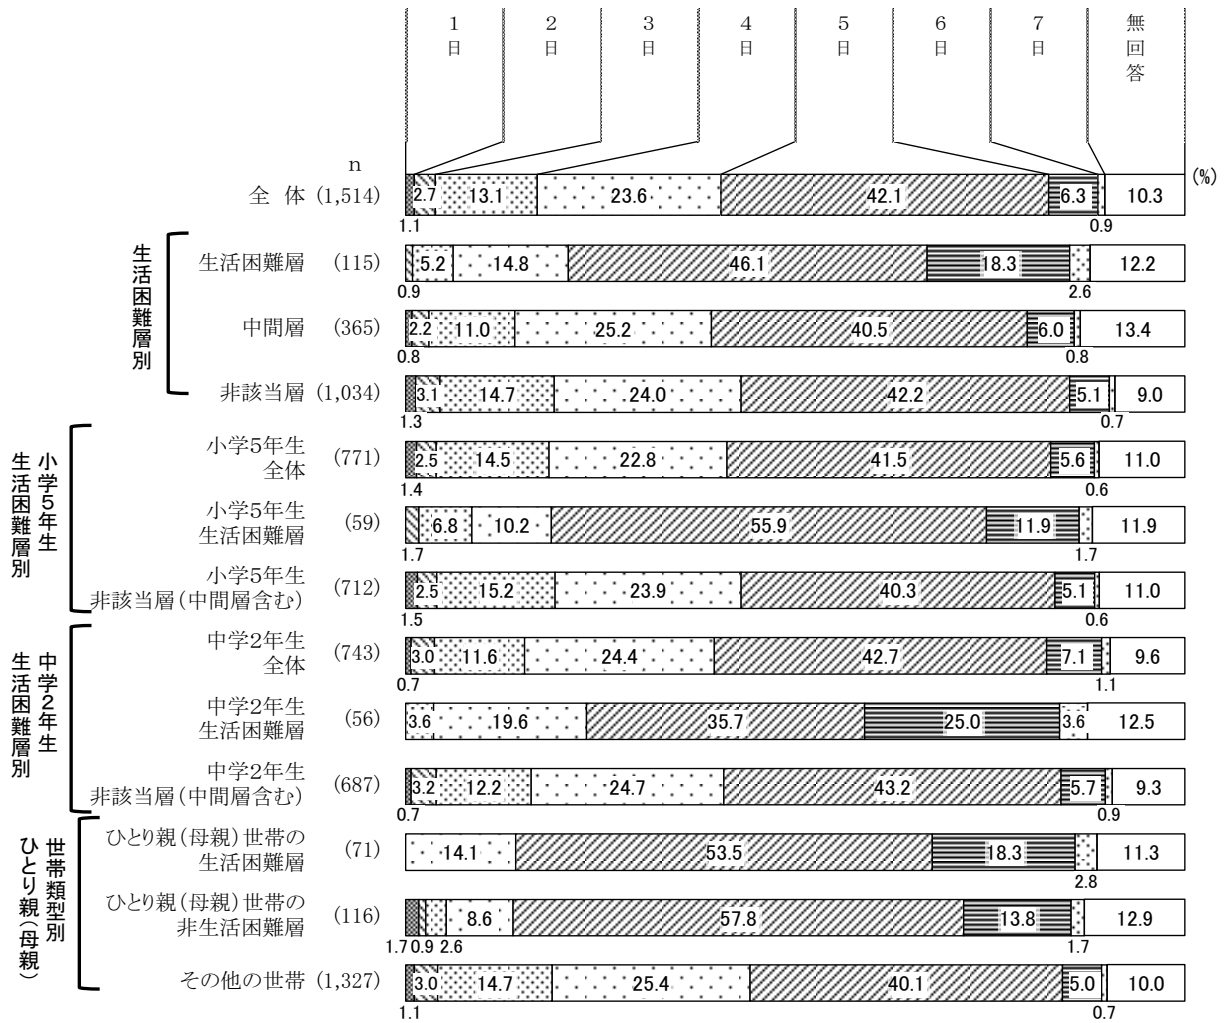 1日
2日
3日
4日
5日
6日
7日
無回答
n
(%)
全 体 (1,514) 2.7 13.1 23.6 42.1 6.3 10.3
1.1 0.9
生活困難層別
生活困難層 (115) 5.2 14.8 46.1 18.3 12.2
0.9 2.6
中間層 (365) 2.2 11.0 25.2 40.5 6.0 13.4
0.8 0.8
非該当層 (1,034) 3.1 14.7 24.0 42.2 5.1 9.0
1.3 0.7
小学5年生
生活困難層別
小学5年生
全体 (771) 2.5 14.5 22.8 41.5 5.6 11.0
1.4 0.6
小学5年生
生活困難層 (59) 6.8 10.2 55.9 11.9 11.9
1.7 1.7
小学5年生
非該当層(中間層含む) (712) 2.5 15.2 23.9 40.3 5.1 11.0
1.5 0.6
中学2年生
生活困難層別
中学2年生
全体 (743) 3.0 11.6 24.4 42.7 7.1 9.6
0.7 1.1
中学2年生
生活困難層 (56) 3.6 19.6 35.7 25.0 3.6 12.5
中学2年生
非該当層(中間層含む) (687) 3.2 12.2 24.7 43.2 5.7 9.3
0.7 0.9
世帯類型別
ひとり親(母親)
ひとり親(母親)世帯の
生活困難層 (71) 14.1 53.5 18.3 11.3
2.8
ひとり親(母親)世帯の
非生活困難層 (116) 8.6 57.8 13.8 12.9
1.7 0.9 2.6 1.7
その他の世帯 (1,327) 3.0 14.7 25.4 40.1 5.0 10.0
1.1 0.7